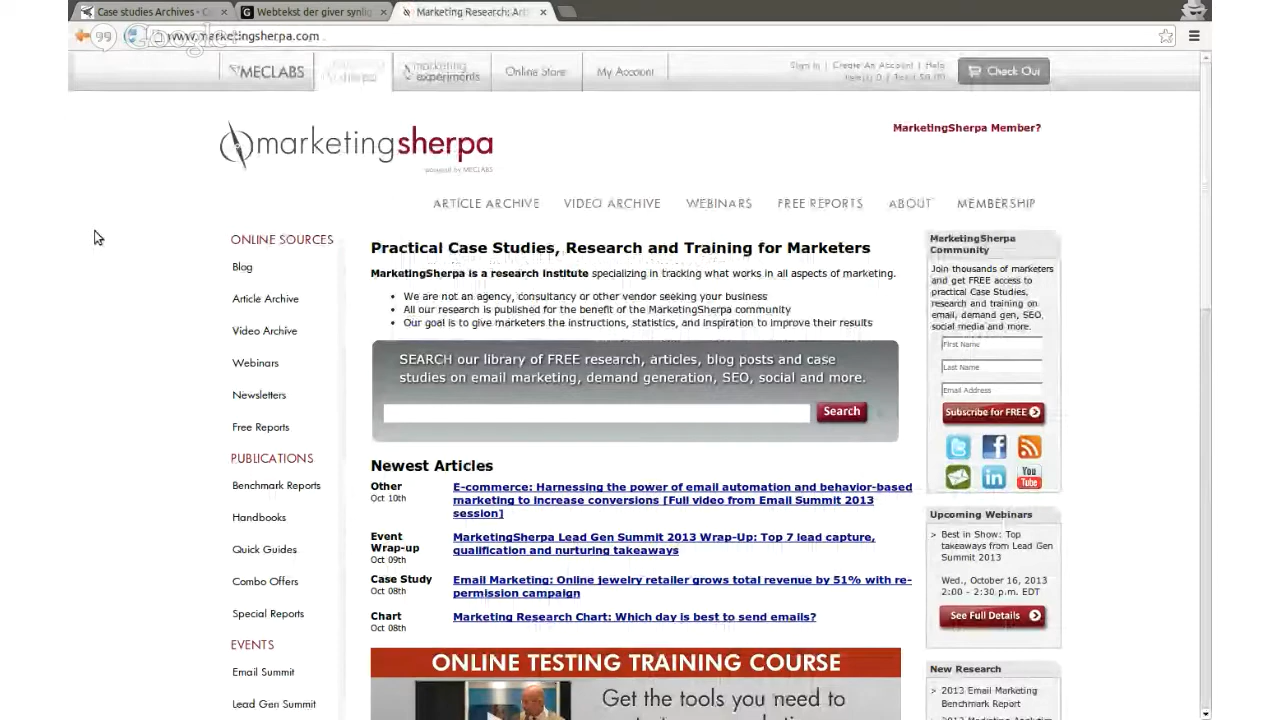 Case studies Archives - C
Webtekst der giver synlig
Marketing Research: Art
Google+
www.marketingsherpa.com
MECLABS
marketing
experiments
Online Store
My Account
Sign In | Create An Account | Help
Check Out
marketingsherpa
powered by MECLABS
MarketingSherpa Member?
ARTICLE ARCHIVE VIDEO ARCHIVE WEBINARS FREE REPORTS ABOUT MEMBERSHIP
ONLINE SOURCES
Blog
Article Archive
Video Archive
Webinars
Newsletters
Free Reports
PUBLICATIONS
Benchmark Reports
Handbooks
Quick Guides
Combo Offers
Special Reports
EVENTS
Email Summit
Lead Gen Summit
Practical Case Studies, Research and Training for Marketers
MarketingSherpa is a research institute specializing in tracking what works in all aspects of marketing.
• We are not an agency, consultancy or other vendor seeking your business
• All our research is published for the benefit of the MarketingSherpa community
• Our goal is to give marketers the instructions, statistics, and inspiration to improve their results
SEARCH our library of FREE research, articles, blog posts and case
studies on email marketing, demand generation, SEO, social and more.
Search
Newest Articles
Other
Oct 10th
E-commerce: Harnessing the power of email automation and behavior-based
marketing to increase conversions [Full video from Email Summit 2013
session]
Event
Wrap-up
Oct 09th
MarketingSherpa Lead Gen Summit 2013 Wrap-Up: Top 7 lead capture,
qualification and nurturing takeaways
Case Study
Oct 08th
Email Marketing: Online jewelry retailer grows total revenue by 51% with re-
permission campaign
Chart
Oct 08th
Marketing Research Chart: Which day is best to send emails?
ONLINE TESTING TRAINING COURSE
Get the tools you need to
MarketingSherpa
Community
Join thousands of marketers
and get FREE access to
practical Case Studies,
research and training on
email, demand gen, SEO,
social media and more.
First Name
Last Name
Email Address
Subscribe for FREE
You
Tube
Upcoming Webinars
> Best in Show: Top
takeaways from Lead Gen
Summit 2013
Wed., October 16, 2013
2:00 - 2:30 p.m. EDT
See Full Details
New Research
> 2013 Email Marketing
Benchmark Report